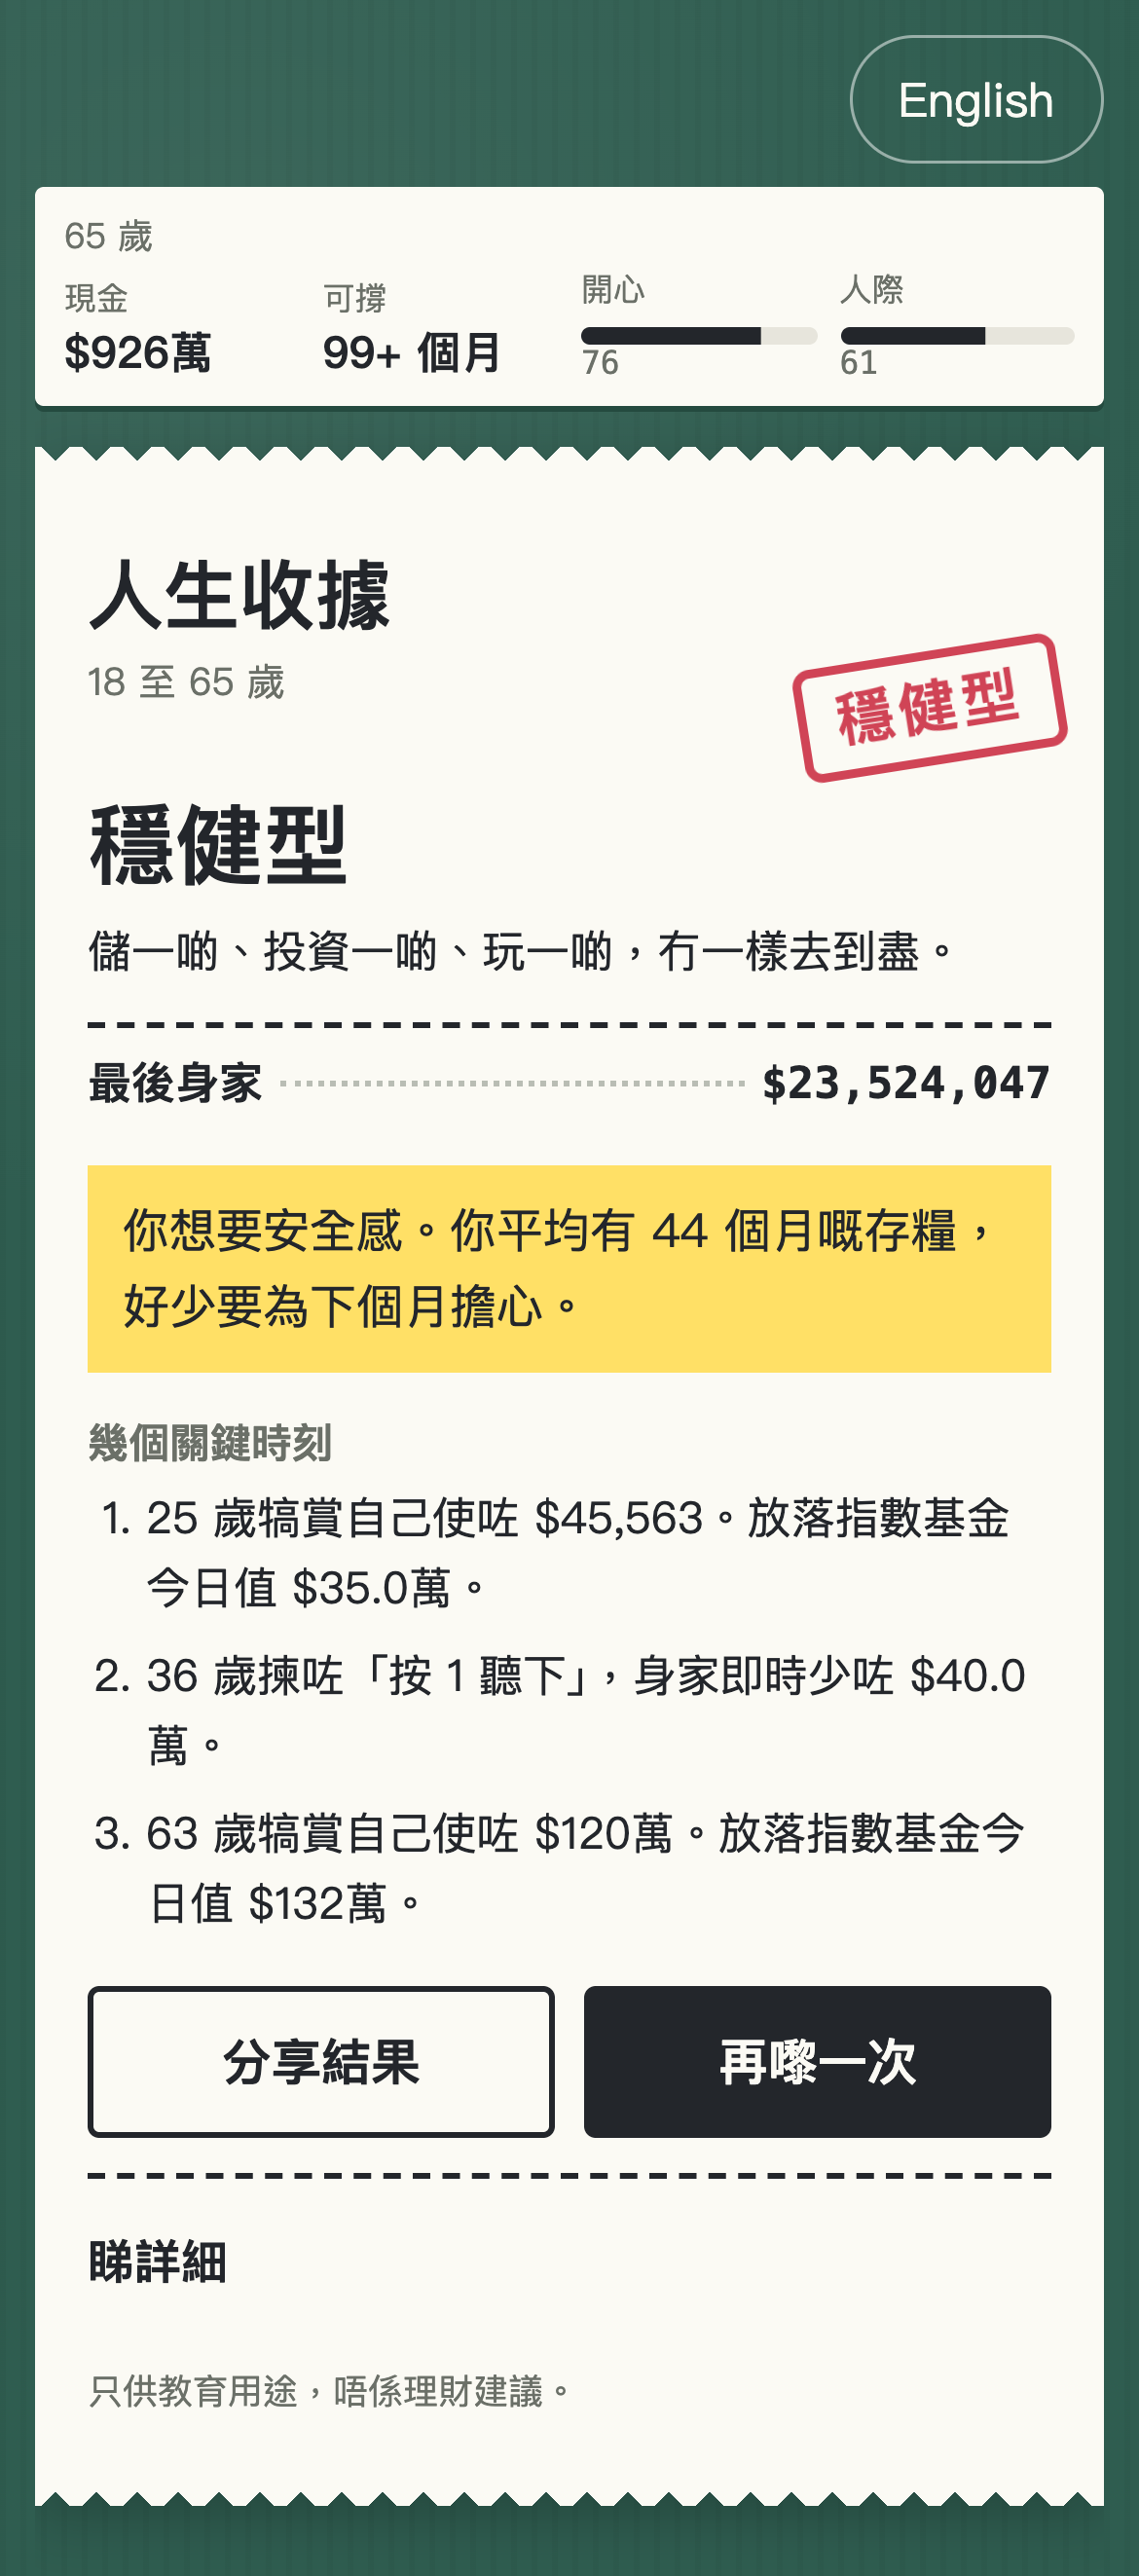 English
65 歲
現金
$926萬
可撐
99+ 個月
開心
76
人際
61
人生收據
18 至 65 歲
穩健型
穩健型
儲一啲、投資一啲、玩一啲，冇一樣去到盡。
最後身家 $23,524,047
你想要安全感。你平均有 44 個月嘅存糧，
好少要為下個月擔心。
幾個關鍵時刻
1. 25 歲犒賞自己使咗 $45,563。放落指數基金
今日值 $35.0萬。
2. 36 歲揀咗「按 1 聽下」，身家即時少咗 $40.0
萬。
3. 63 歲犒賞自己使咗 $120萬。放落指數基金今
日值 $132萬。
分享結果
再嚟一次
睇詳細
只供教育用途，唔係理財建議。